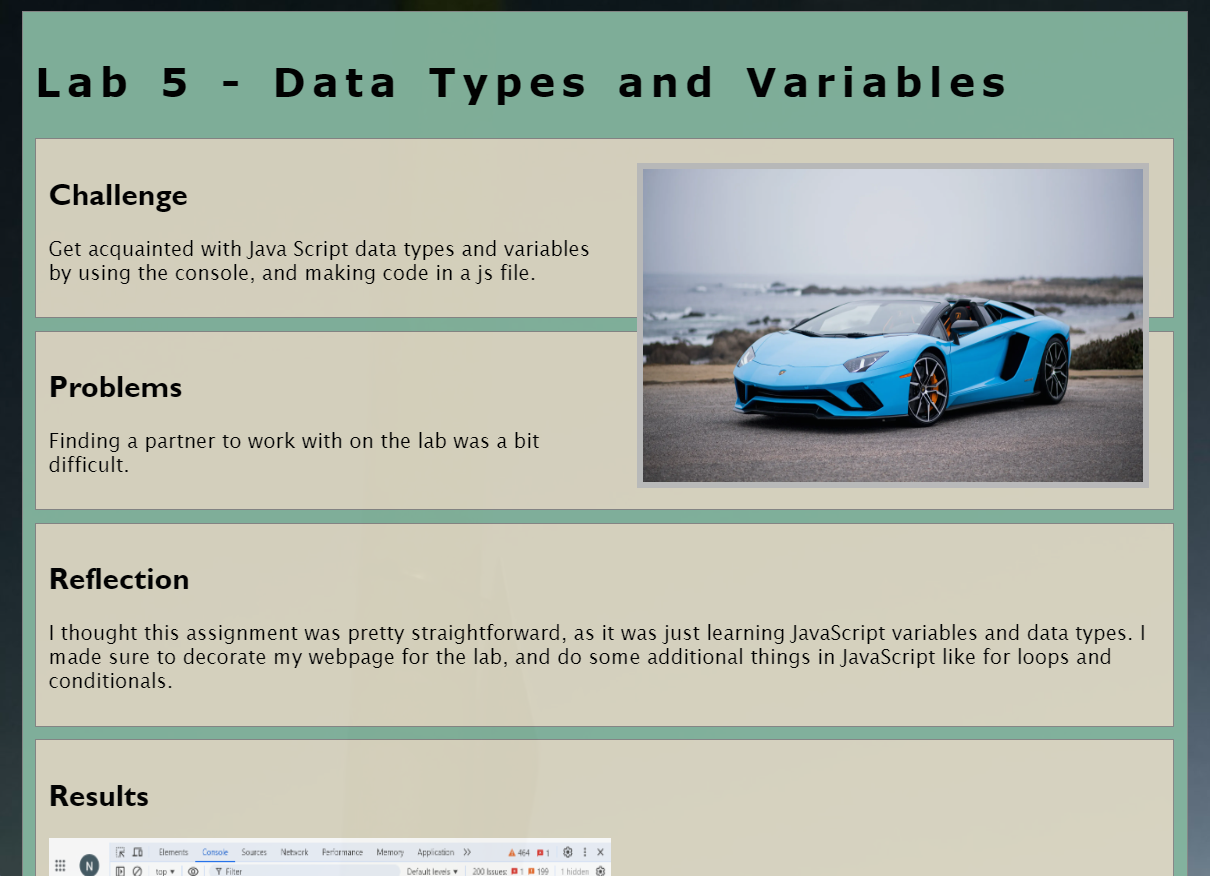 Lab 5 - Data Types and Variables
Challenge
Get acquainted with Java Script data types and variables
by using the console, and making code in a js file.
Problems
Finding a partner to work with on the lab was a bit
difficult.
Reflection
I thought this assignment was pretty straightforward, as it was just learning JavaScript variables and data types. I
made sure to decorate my webpage for the lab, and do some additional things in JavaScript like for loops and
conditionals.
Results
N
Elements Console Sources Network Performance Memory Application 464 1
top Filter Default levels 200 Issues: 1 199 1 hidden